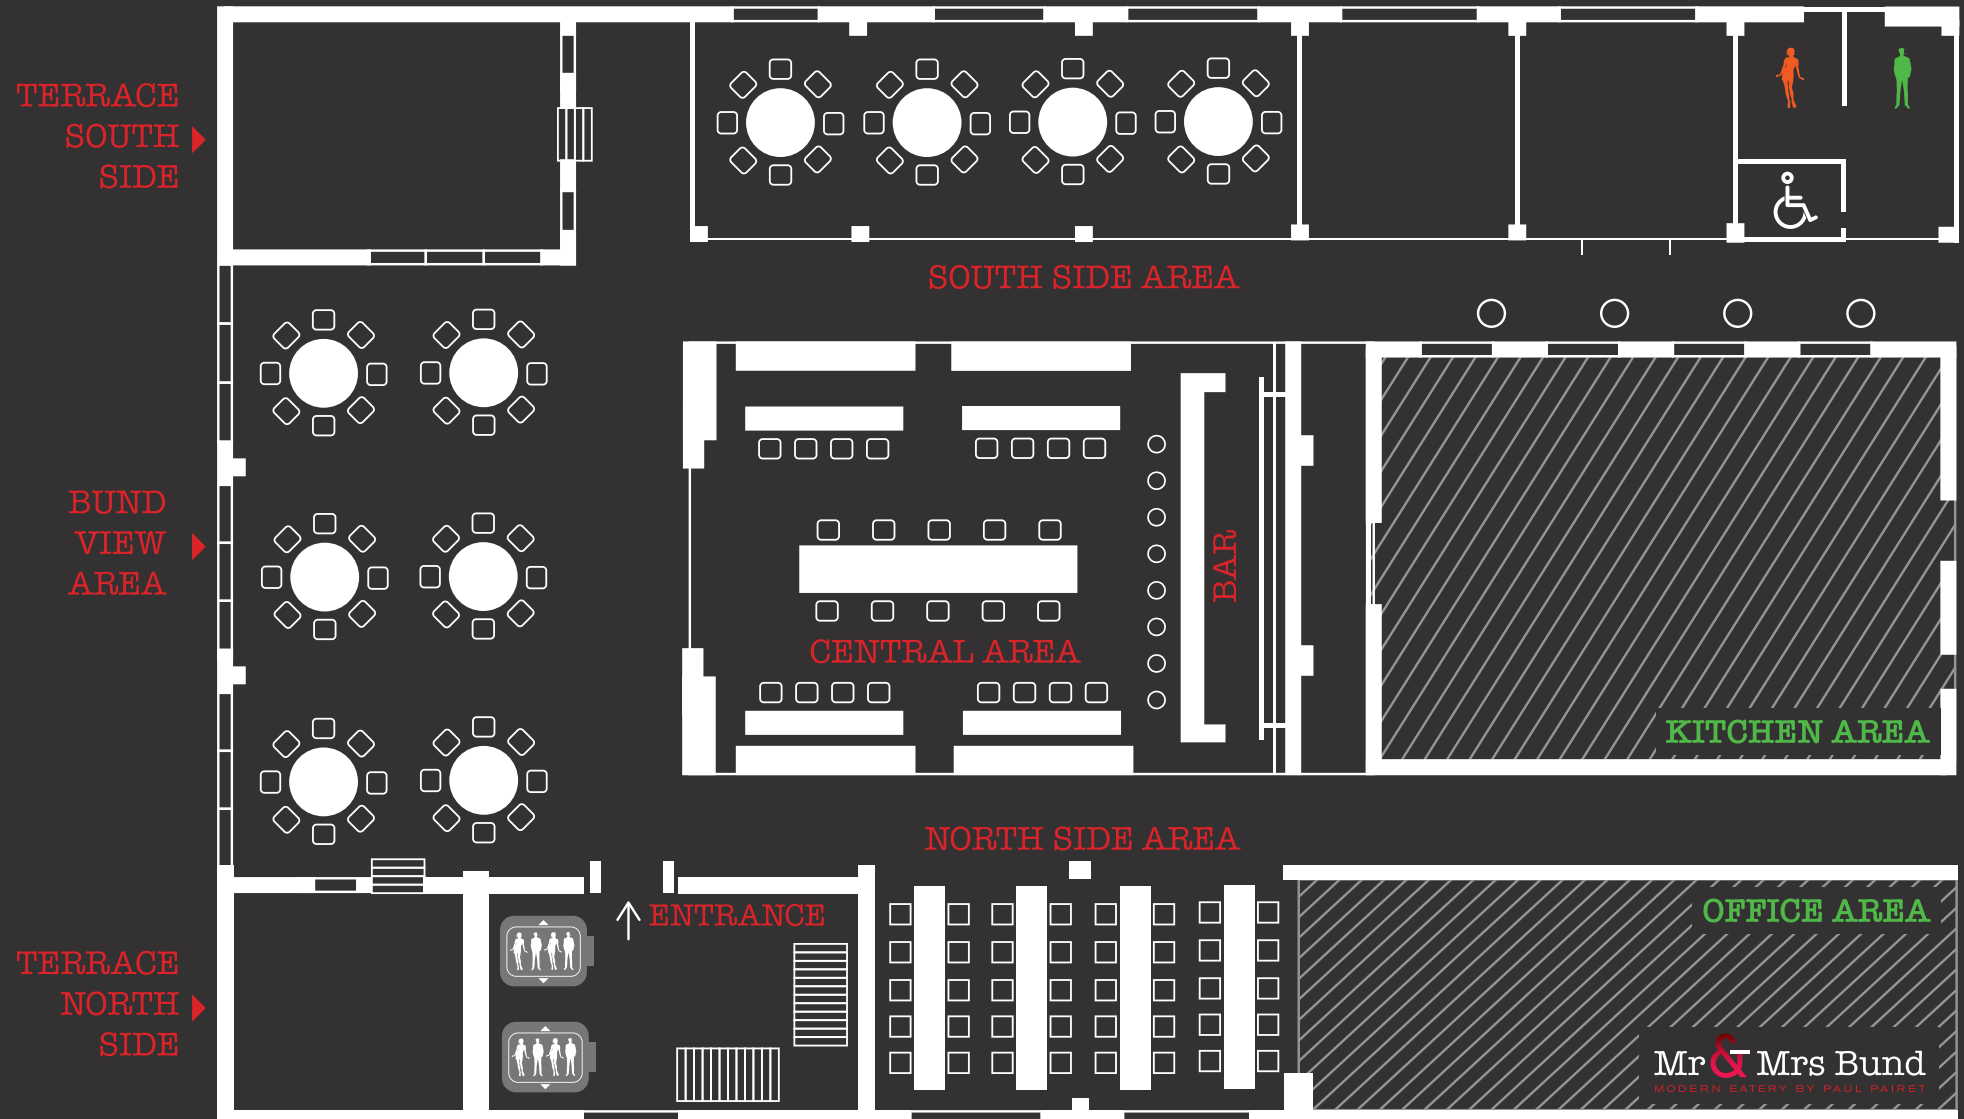 TERRACE
SOUTH
SIDE
SOUTH SIDE AREA
BUND
VIEW
AREA
BAR
CENTRAL AREA
KITCHEN AREA
NORTH SIDE AREA
ENTRANCE
OFFICE AREA
TERRACE
NORTH
SIDE
Mr & Mrs Bund
MODERN EATERY BY PAUL PAIRET